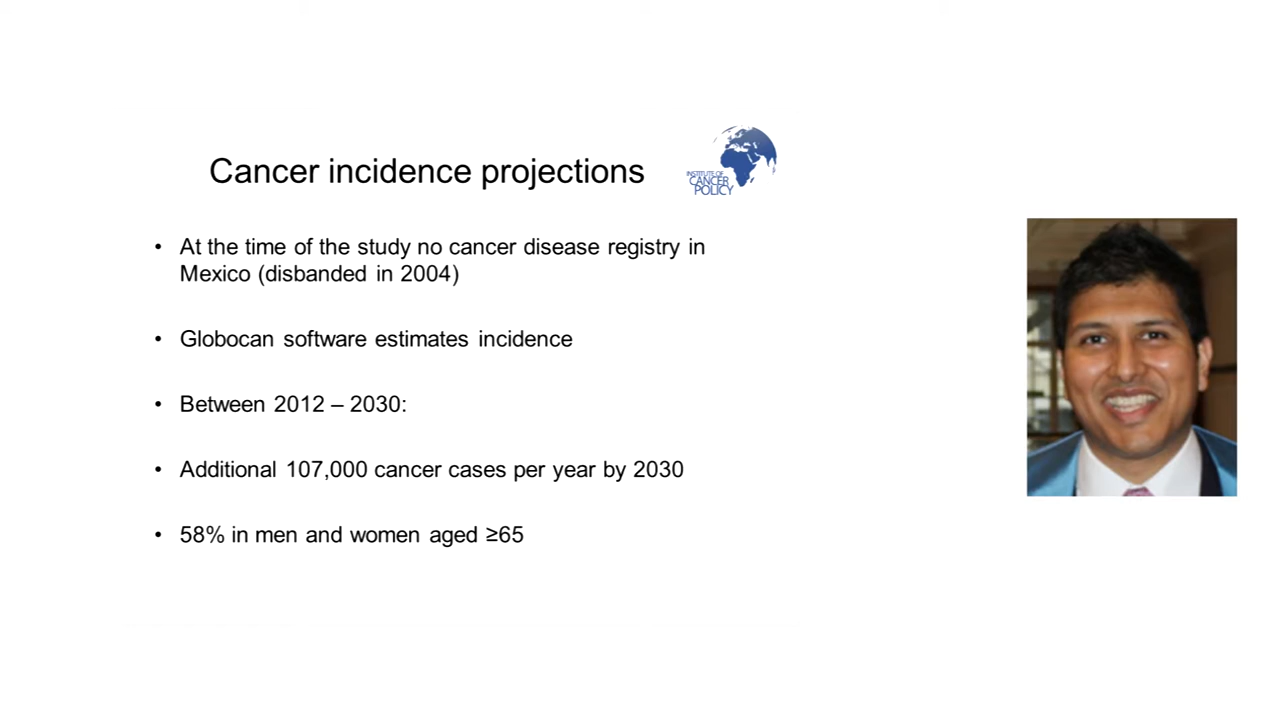 Cancer incidence projections
INSTITUTE OF
CANCER
POLICY
• At the time of the study no cancer disease registry in
Mexico (disbanded in 2004)
• Globocan software estimates incidence
• Between 2012 – 2030:
• Additional 107,000 cancer cases per year by 2030
• 58% in men and women aged ≥65